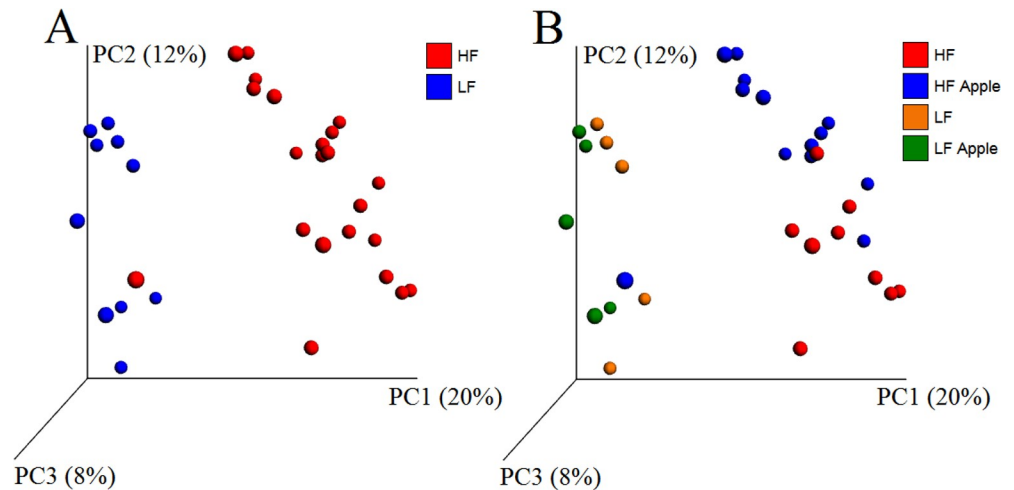 A
PC2 (12%)
HF
LF
PC1 (20%)
PC3 (8%)
B
PC2 (12%)
HF
HF Apple
LF
LF Apple
PC1 (20%)
PC3 (8%)